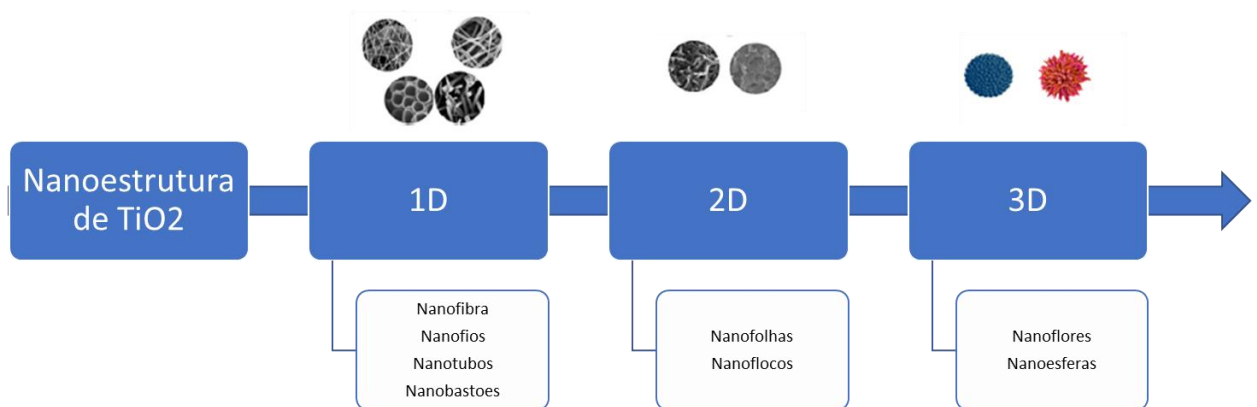 Nanoestrutura
de TiO2
1D
2D
3D
Nanofibra
Nanofios
Nanotubos
Nanobastoes
Nanofolhas
Nanoflocos
Nanoflores
Nanoesferas